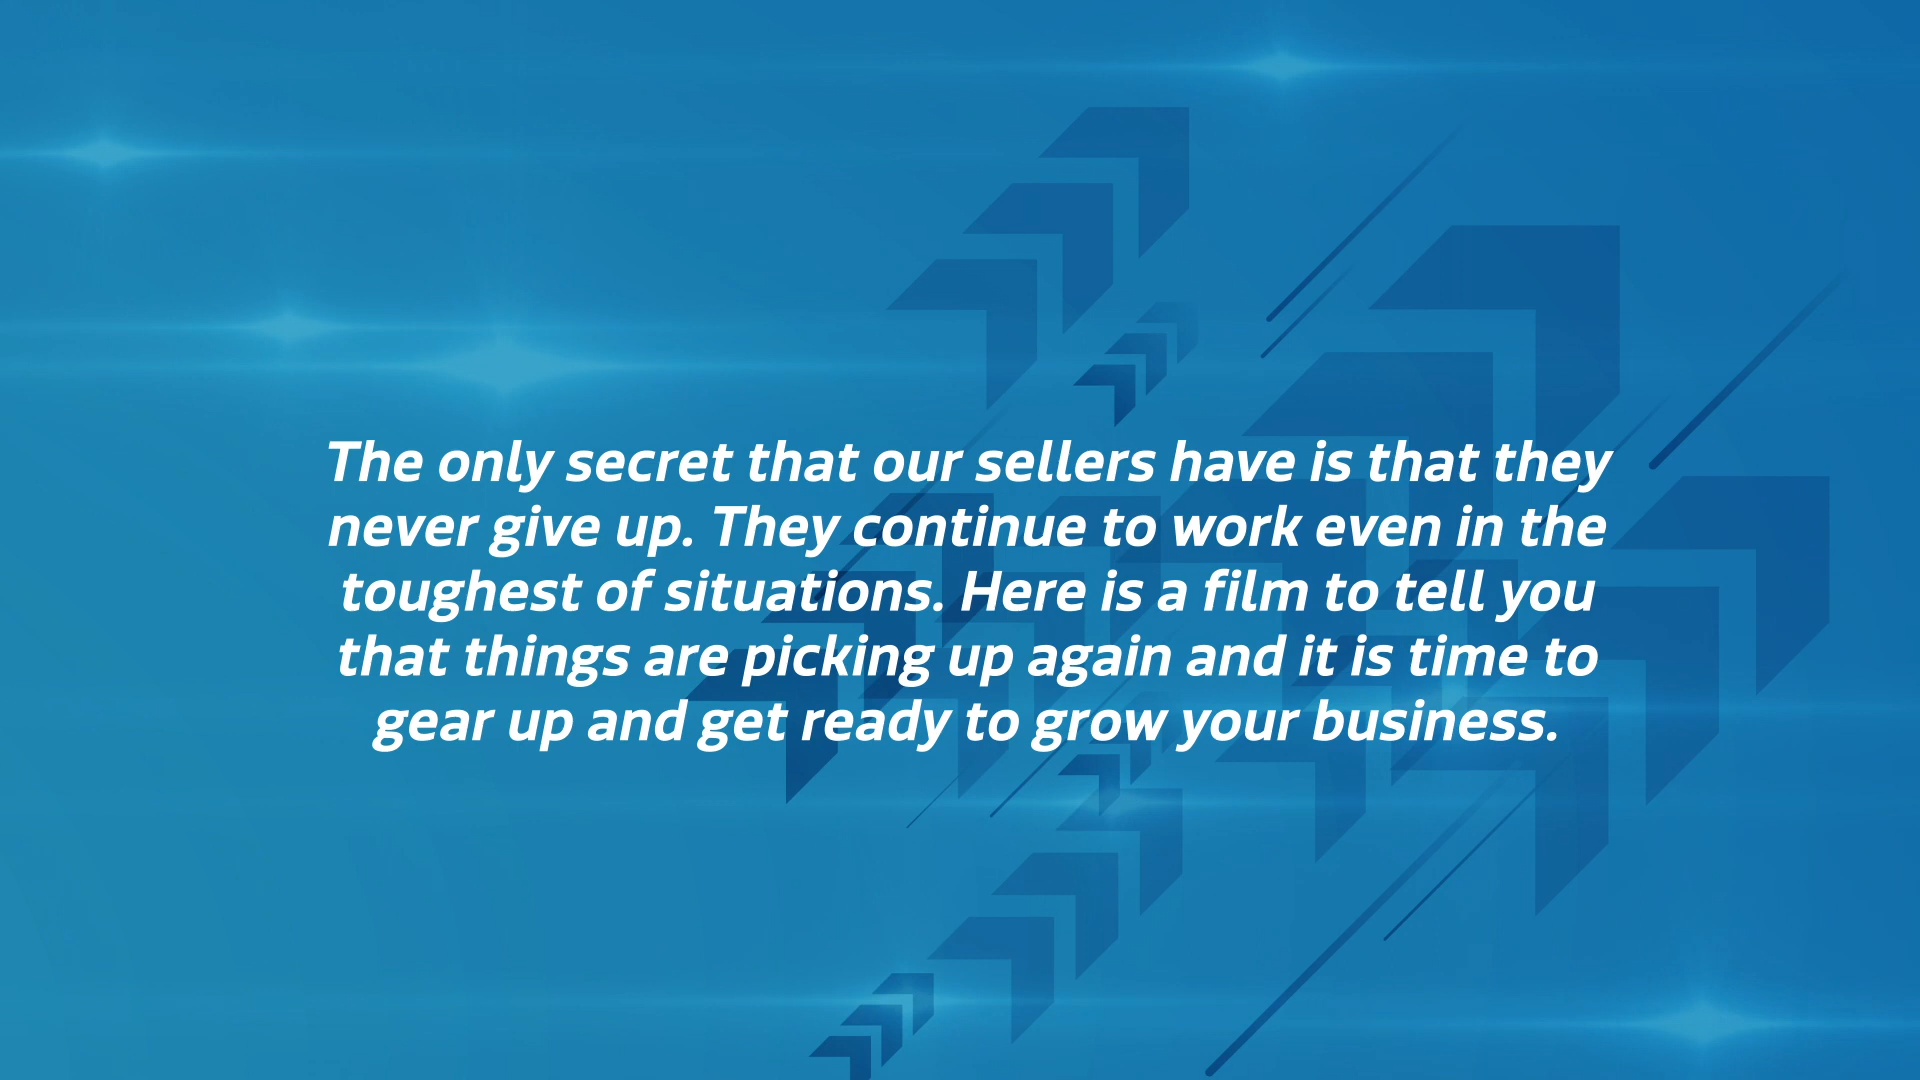 The only secret that our sellers have is that they
never give up. They continue to work even in the
toughest of situations. Here is a film to tell you
that things are picking up again and it is time to
gear up and get ready to grow your business.